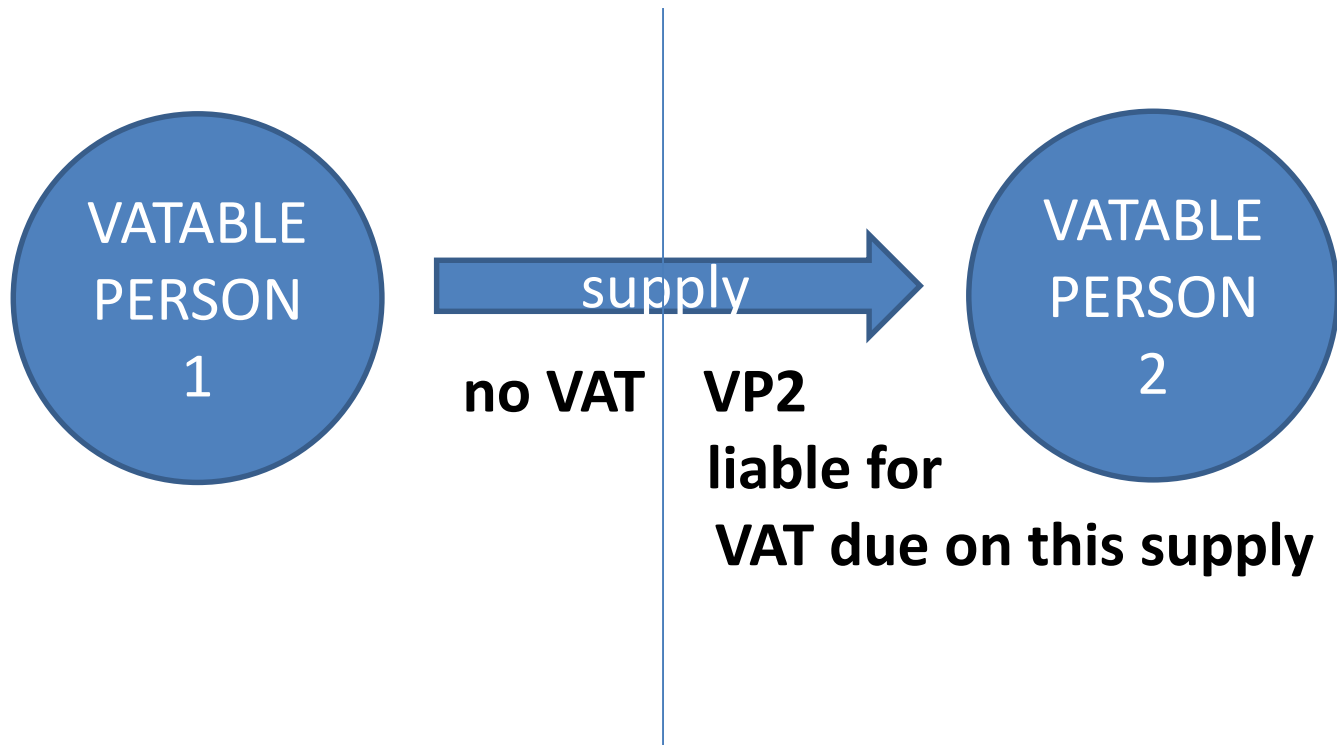 VATABLE
PERSON
1
supply
VATABLE
PERSON
2
no VAT
VP2
liable for
VAT due on this supply